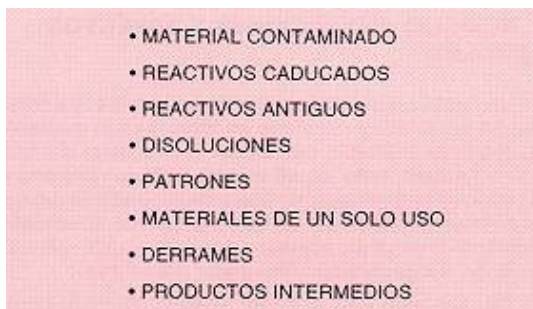 • MATERIAL CONTAMINADO
• REACTIVOS CADUCADOS
• REACTIVOS ANTIGUOS
• DISOLUCIONES
• PATRONES
• MATERIALES DE UN SOLO USO
• DERRAMES
• PRODUCTOS INTERMEDIOS